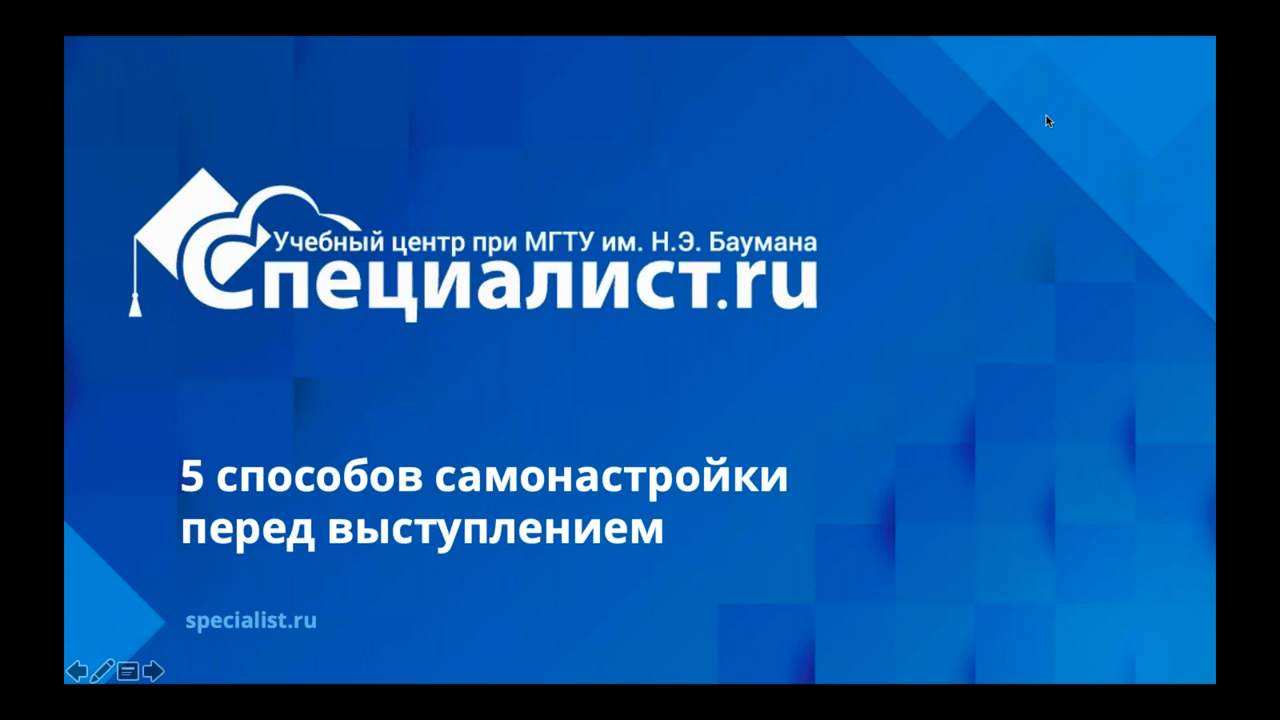 Учебный центр при МГТУ им. Н.Э. Баумана
Специалист.ru
5 способов самонастройки
перед выступлением
specialist.ru